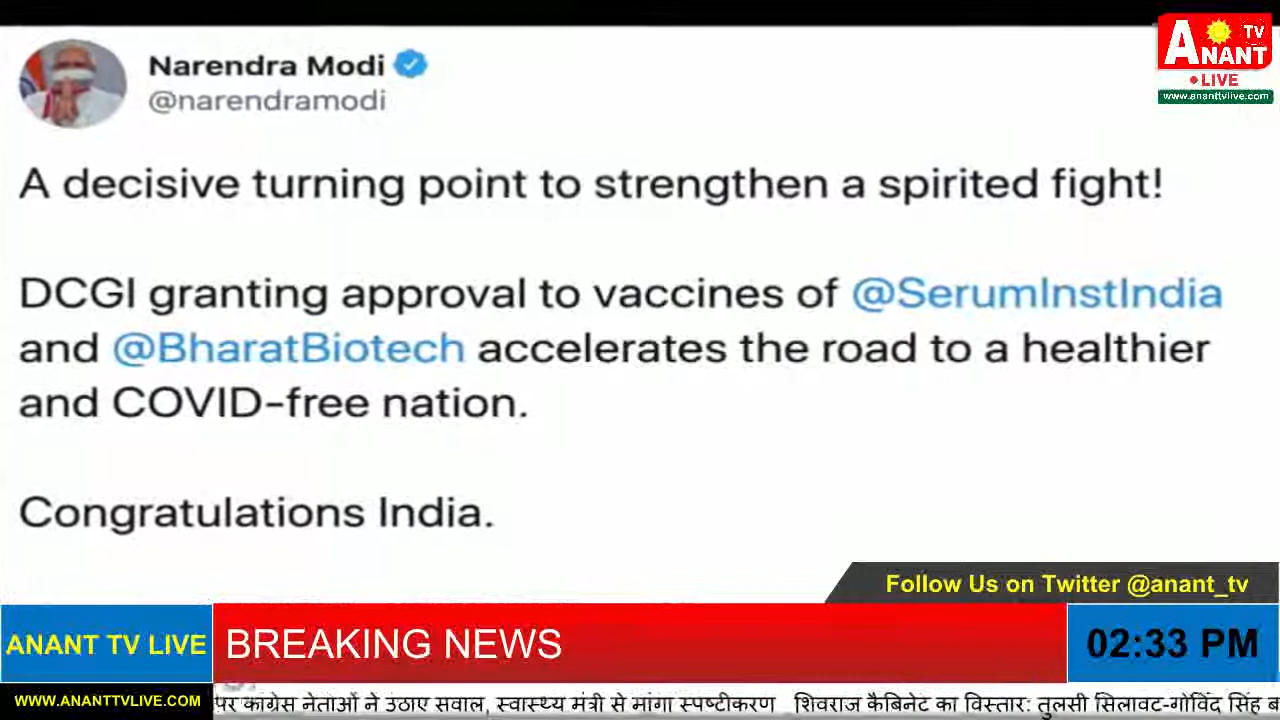 Narendra Modi
@narendramodi
ANANT TV
LIVE
www.ananttvlive.com
A decisive turning point to strengthen a spirited fight!
DCGI granting approval to vaccines of @SerumInstIndia
and @BharatBiotech accelerates the road to a healthier
and COVID-free nation.
Congratulations India.
Follow Us on Twitter @anant_tv
ANANT TV LIVE
BREAKING NEWS
02:33 PM
WWW.ANANTTVLIVE.COM
पर कांग्रेस नेताओं ने उठाए सवाल, स्वास्थ्य मंत्री से मांगा स्पष्टीकरण शिवराज कैबिनेट का विस्तार: तुलसी सिलावट-गोविंद सिंह